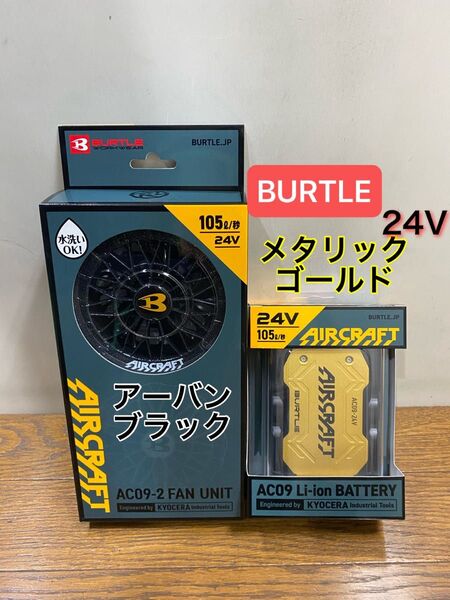 BURTLE
WORKWEAR
BURTLE.JP
水洗い
OK!
105ℓ/秒
24V
B
AIRCRAFT
アーバン
ブラック
AIRCRAFT
AC09-2 FAN UNIT
Engineered by KYOCERA Industrial Tools
BURTLE
24V
メタリック
ゴールド
BURTLE.JP
24V
105ℓ/秒
AIRCRAFT
BURTLE
AIRCRAFT
AC09-24V
AC09 Li-ion BATTERY
Engineered by KYOCERA Industrial Tools